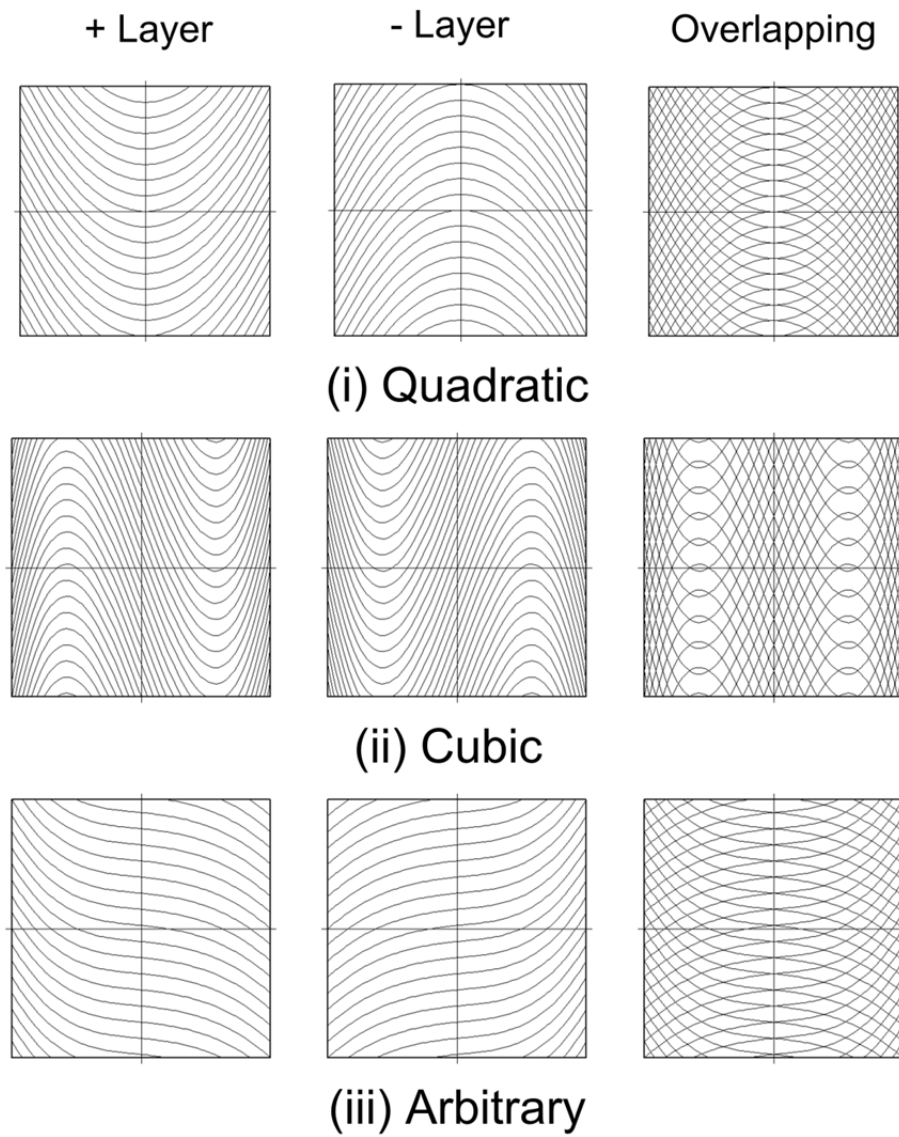 + Layer
- Layer
Overlapping
(i) Quadratic
(ii) Cubic
(iii) Arbitrary